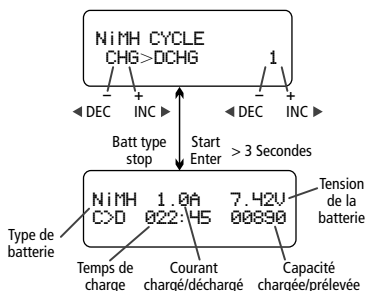 NiMH CYCLE
CHG>DCHG 1
− + − +
◄ DEC INC ► ◄ DEC INC ►
Batt type stop
Start Enter > 3 Secondes
NiMH 1.0A 7.42V
C>D 022:45 00890
Tension de la batterie
Type de batterie
Temps de charge
Courant chargé/déchargé
Capacité chargée/prélevée